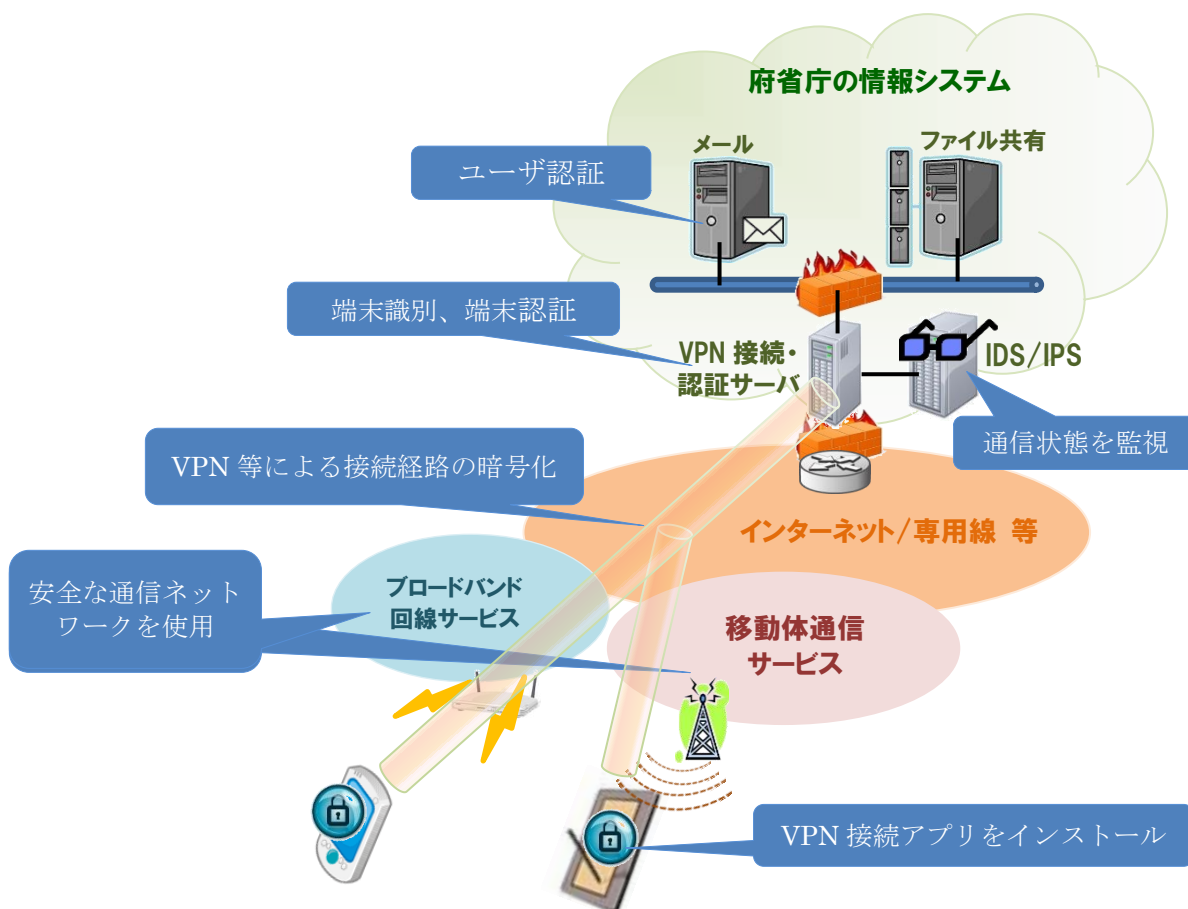 府省庁の情報システム
メール
ファイル共有
ユーザ認証
端末識別、端末認証
VPN 接続・
認証サーバ
IDS/IPS
通信状態を監視
VPN 等による接続経路の暗号化
インターネット/専用線 等
安全な通信ネット
ワークを使用
ブロードバンド
回線サービス
移動体通信
サービス
VPN 接続アプリをインストール